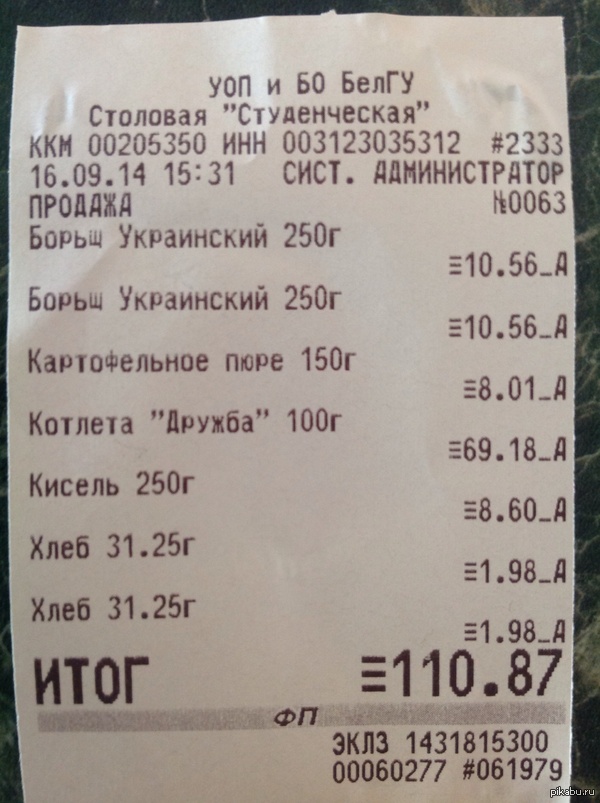 УОП и БО БелГУ
Столовая "Студенческая"
ККМ 00205350 ИНН 003123035312 #2333
16.09.14 15:31 СИСТ. АДМИНИСТРАТОР
ПРОДАЖА №0063
Борьщ Украинский 250г
≡10.56_А
Борьщ Украинский 250г
≡10.56_А
Картофельное пюре 150г
≡8.01_А
Котлета "Дружба" 100г
≡69.18_А
Кисель 250г
≡8.60_А
Хлеб 31.25г
≡1.98_А
Хлеб 31.25г
≡1.98_А
ИТОГ ≡110.87
ФП
ЭКЛЗ 1431815300
00060277 #061979
pikabu.ru